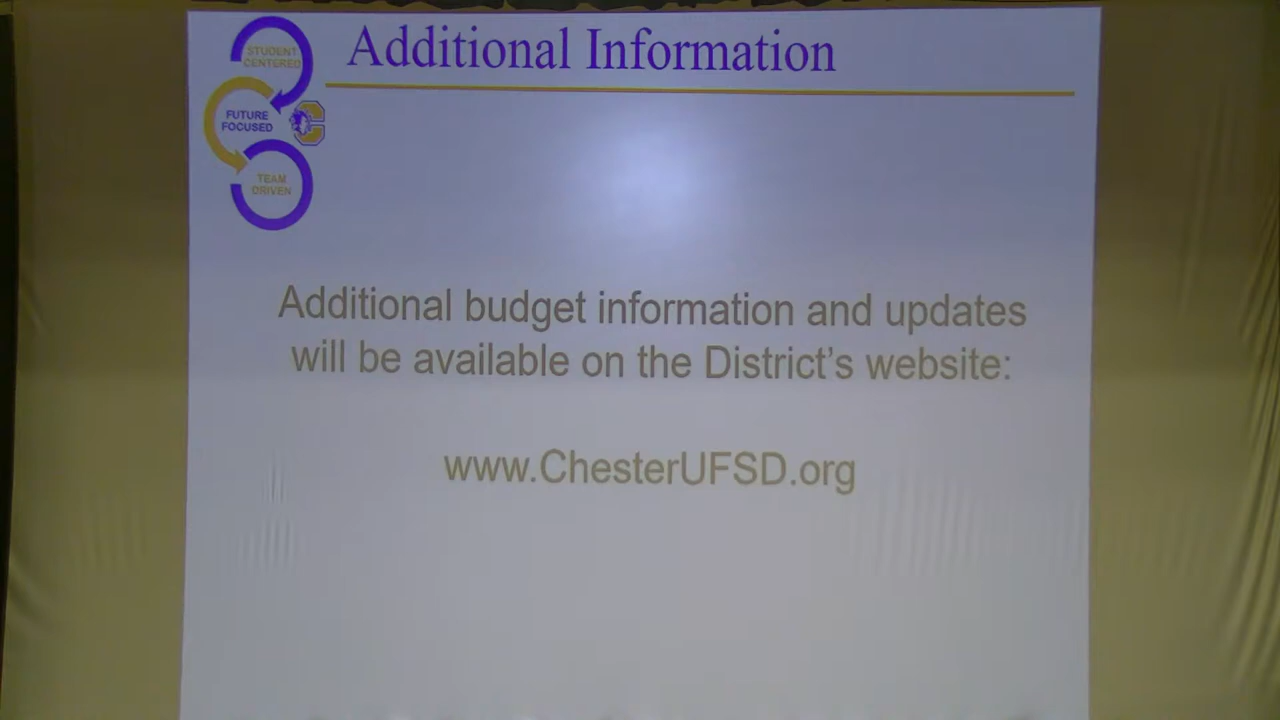 STUDENT
CENTERED
Additional Information
FUTURE
FOCUSED
C
TEAM
DRIVEN
Additional budget information and updates
will be available on the District's website:
www.ChesterUFSD.org